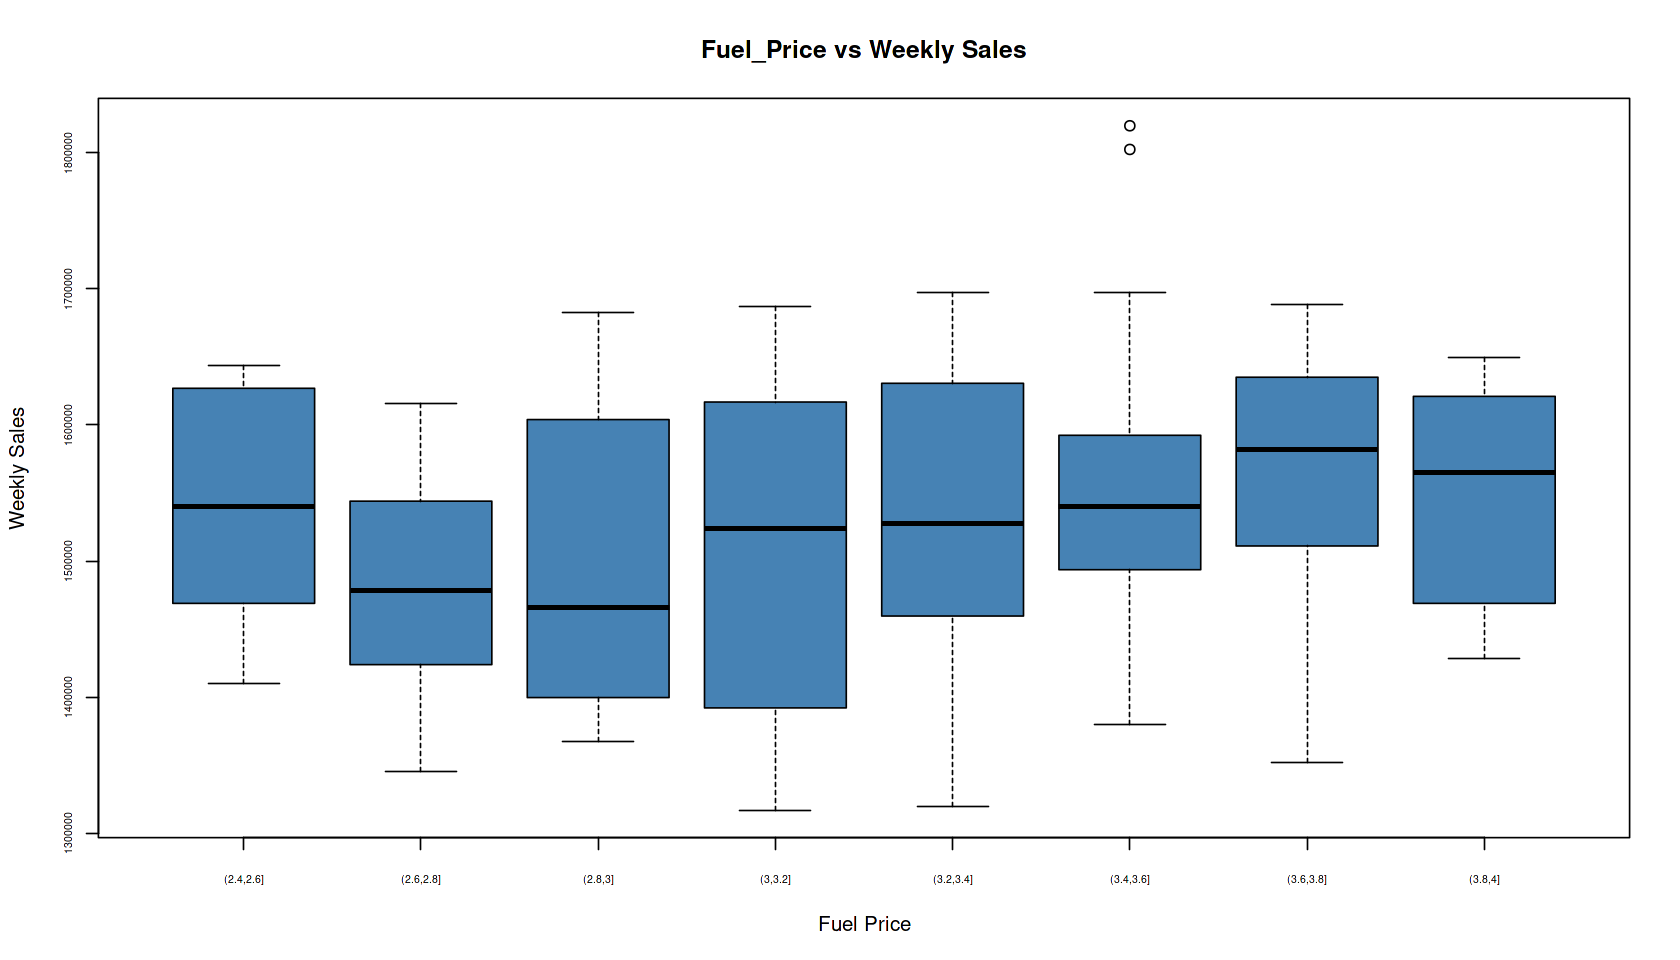 Fuel_Price vs Weekly Sales
Weekly Sales
1800000
1700000
1600000
1500000
1400000
1300000
(2.4,2.6] (2.6,2.8] (2.8,3] (3,3.2] (3.2,3.4] (3.4,3.6] (3.6,3.8] (3.8,4]
Fuel Price